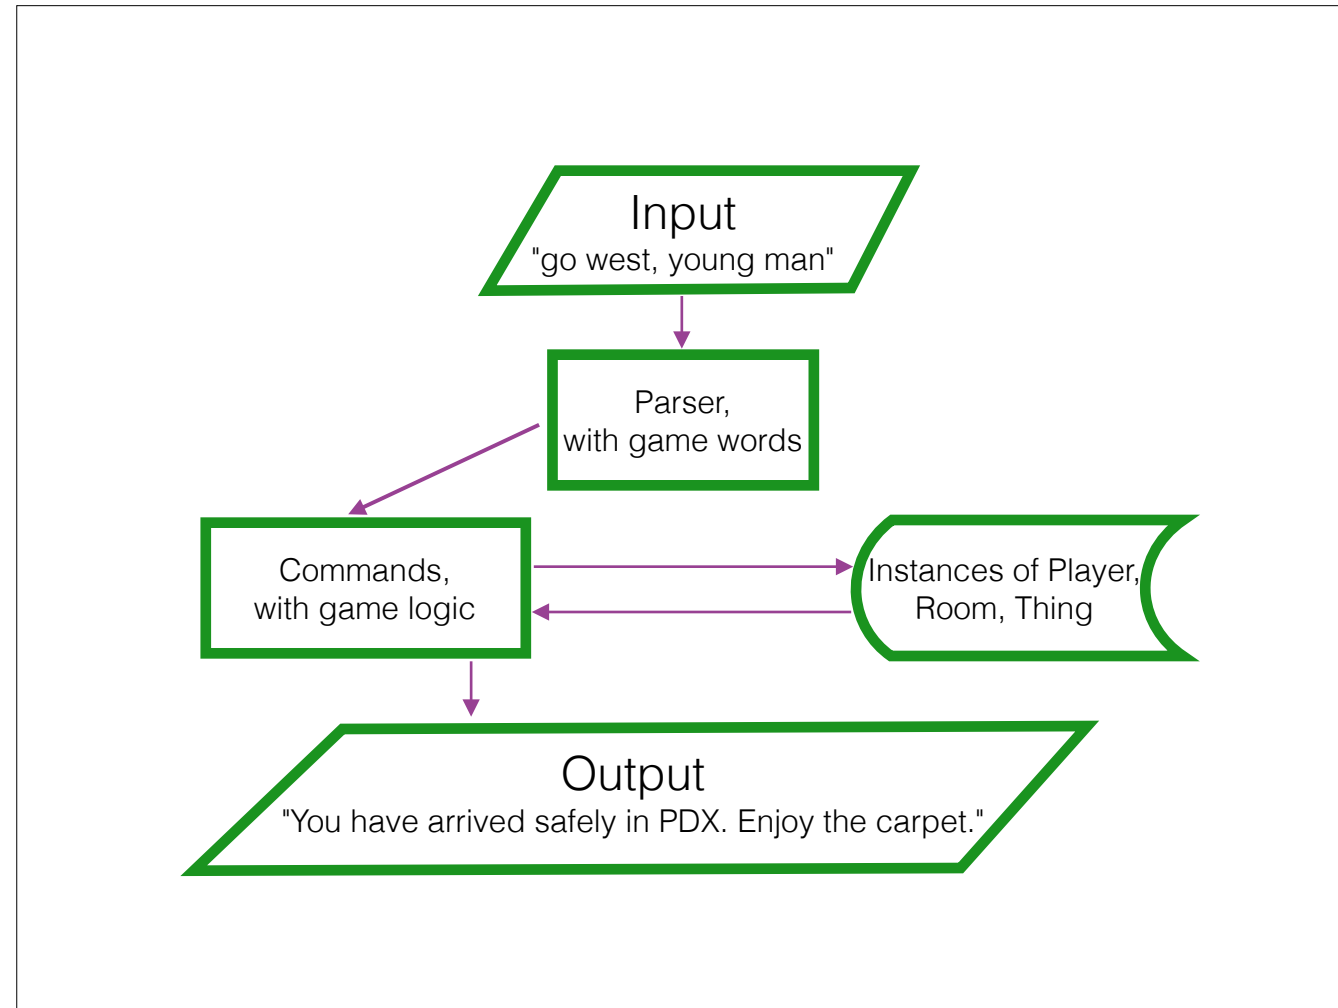 Input
"go west, young man"
Parser,
with game words
Commands,
with game logic
Instances of Player,
Room, Thing
Output
"You have arrived safely in PDX. Enjoy the carpet."